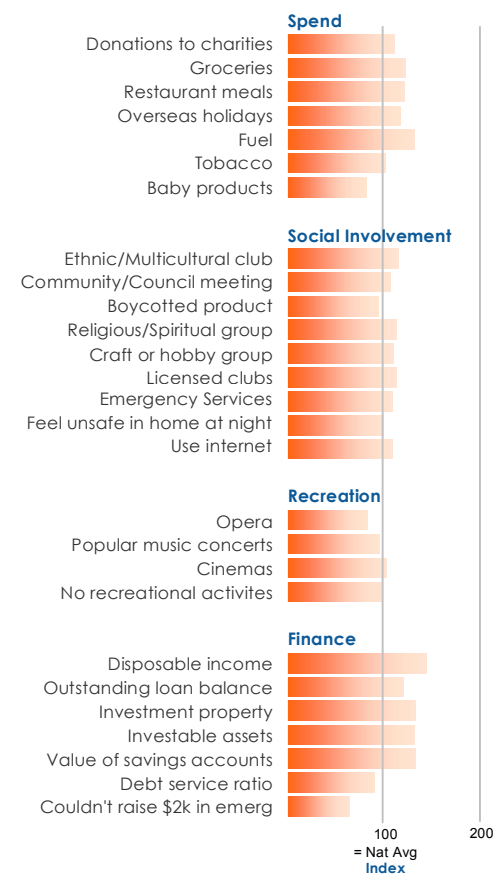 Spend
Donations to charities
Groceries
Restaurant meals
Overseas holidays
Fuel
Tobacco
Baby products
Social Involvement
Ethnic/Multicultural club
Community/Council meeting
Boycotted product
Religious/Spiritual group
Craft or hobby group
Licensed clubs
Emergency Services
Feel unsafe in home at night
Use internet
Recreation
Opera
Popular music concerts
Cinemas
No recreational activites
Finance
Disposable income
Outstanding loan balance
Investment property
Investable assets
Value of savings accounts
Debt service ratio
Couldn't raise $2k in emerg
100 200
= Nat Avg
Index